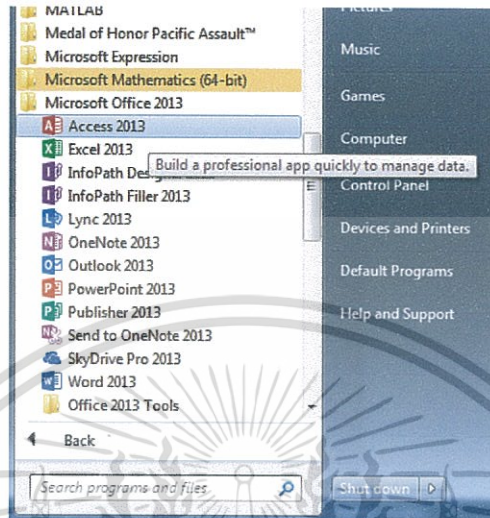 MATLAB
Medal of Honor Pacific Assault™
Microsoft Expression
Microsoft Mathematics (64-bit)
Microsoft Office 2013
Access 2013
Excel 2013
Build a professional app quickly to manage data.
InfoPath
InfoPath Filler 2013
Lync 2013
OneNote 2013
Outlook 2013
PowerPoint 2013
Publisher 2013
Send to OneNote 2013
SkyDrive Pro 2013
Word 2013
Office 2013 Tools
Back
Search programs and files
Pictures
Music
Games
Computer
Control Panel
Devices and Printers
Default Programs
Help and Support
Shut down